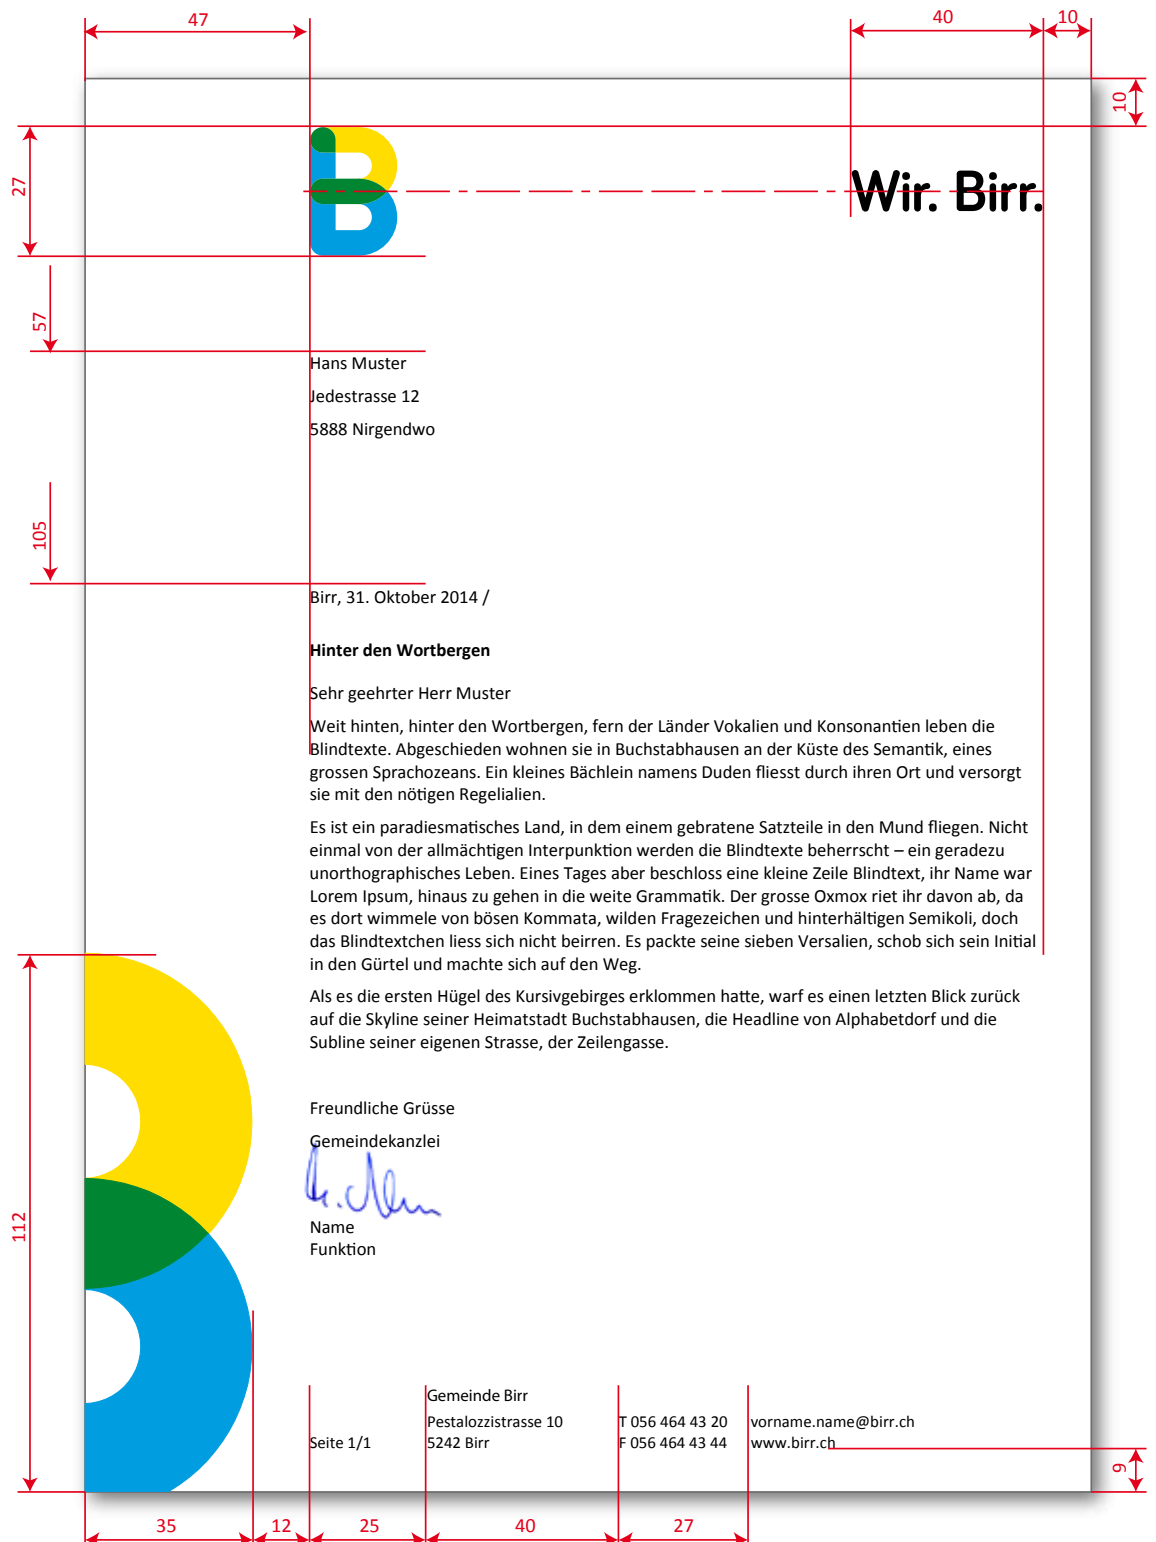 47
40
10
10
27
Wir. Birr.
57
Hans Muster
Jedestrasse 12
5888 Nirgendwo
105
Birr, 31. Oktober 2014 /
Hinter den Wortbergen
Sehr geehrter Herr Muster
Weit hinten, hinter den Wortbergen, fern der Länder Vokalien und Konsonantien leben die
Blindtexte. Abgeschieden wohnen sie in Buchstabhausen an der Küste des Semantik, eines
grossen Sprachozeans. Ein kleines Bächlein namens Duden fliesst durch ihren Ort und versorgt
sie mit den nötigen Regelialien.
Es ist ein paradiesmatisches Land, in dem einem gebratene Satzteile in den Mund fliegen. Nicht
einmal von der allmächtigen Interpunktion werden die Blindtexte beherrscht – ein geradezu
unorthographisches Leben. Eines Tages aber beschloss eine kleine Zeile Blindtext, ihr Name war
Lorem Ipsum, hinaus zu gehen in die weite Grammatik. Der grosse Oxmox riet ihr davon ab, da
es dort wimmele von bösen Kommata, wilden Fragezeichen und hinterhältigen Semikoli, doch
das Blindtextchen liess sich nicht beirren. Es packte seine sieben Versalien, schob sich sein Initial
in den Gürtel und machte sich auf den Weg.
Als es die ersten Hügel des Kursivgebirges erklommen hatte, warf es einen letzten Blick zurück
auf die Skyline seiner Heimatstadt Buchstabhausen, die Headline von Alphabetdorf und die
Subline seiner eigenen Strasse, der Zeilengasse.
Freundliche Grüsse
Gemeindekanzlei
112
Name
Funktion
Gemeinde Birr
Pestalozzistrasse 10 T 056 464 43 20 vorname.name@birr.ch
Seite 1/1 5242 Birr F 056 464 43 44 www.birr.ch
9
35
12
25
40
27